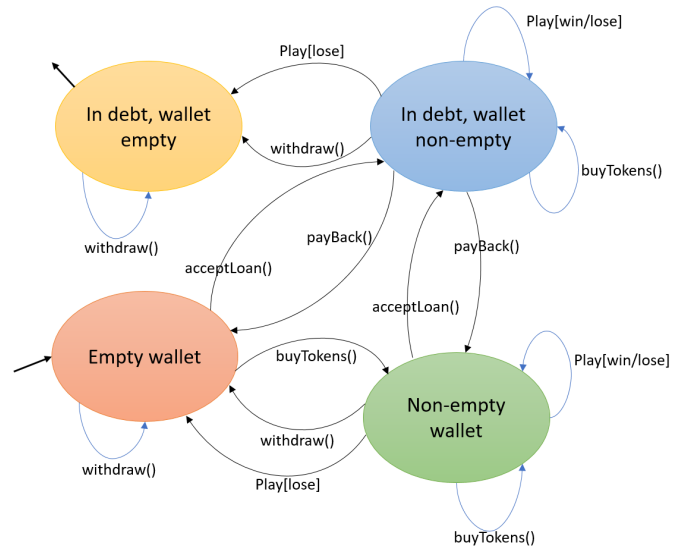 Play[win/lose]
Play[lose]
In debt, wallet
empty
In debt, wallet
non-empty
withdraw()
buyTokens()
withdraw()
payBack()
payBack()
acceptLoan()
acceptLoan()
Empty wallet
buyTokens()
Play[win/lose]
Non-empty
wallet
withdraw()
withdraw()
Play[lose]
buyTokens()